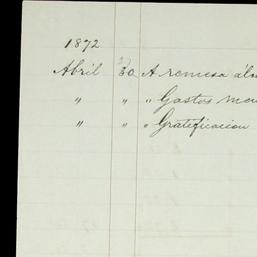 1872
Abril 30 A remesa
" " " Gastos
" " " Gratificacion